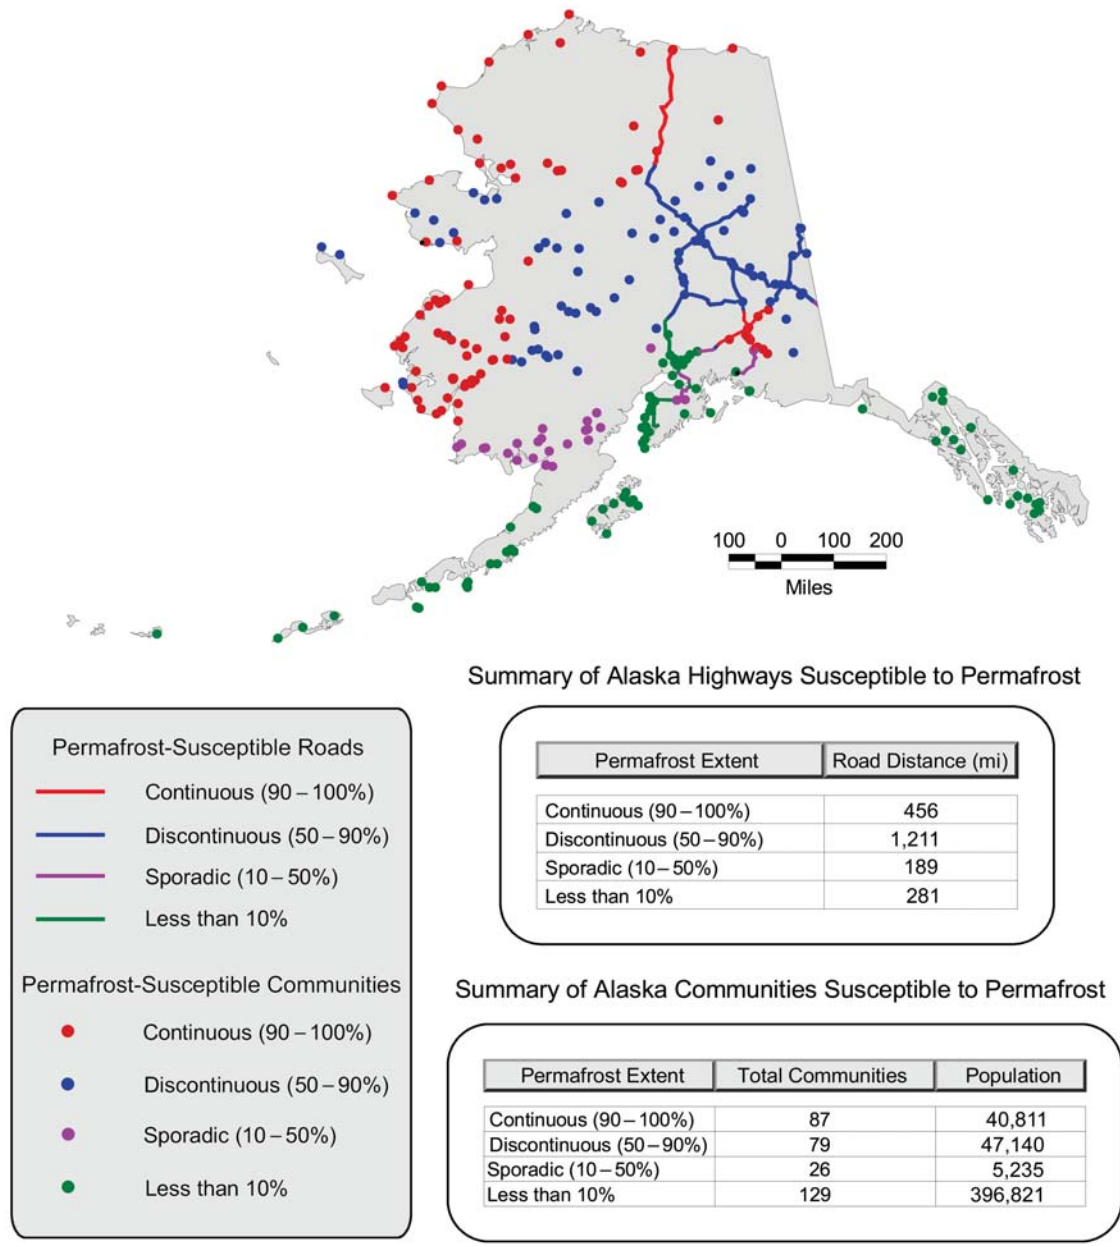 100 0 100 200
Miles
Summary of Alaska Highways Susceptible to Permafrost
Permafrost Extent Road Distance (mi)
Continuous (90–100%) 456
Discontinuous (50–90%) 1,211
Sporadic (10–50%) 189
Less than 10% 281
Permafrost-Susceptible Roads
Continuous (90–100%)
Discontinuous (50–90%)
Sporadic (10–50%)
Less than 10%
Permafrost-Susceptible Communities
Continuous (90–100%)
Discontinuous (50–90%)
Sporadic (10–50%)
Less than 10%
Summary of Alaska Communities Susceptible to Permafrost
Permafrost Extent Total Communities Population
Continuous (90–100%) 87 40,811
Discontinuous (50–90%) 79 47,140
Sporadic (10–50%) 26 5,235
Less than 10% 129 396,821